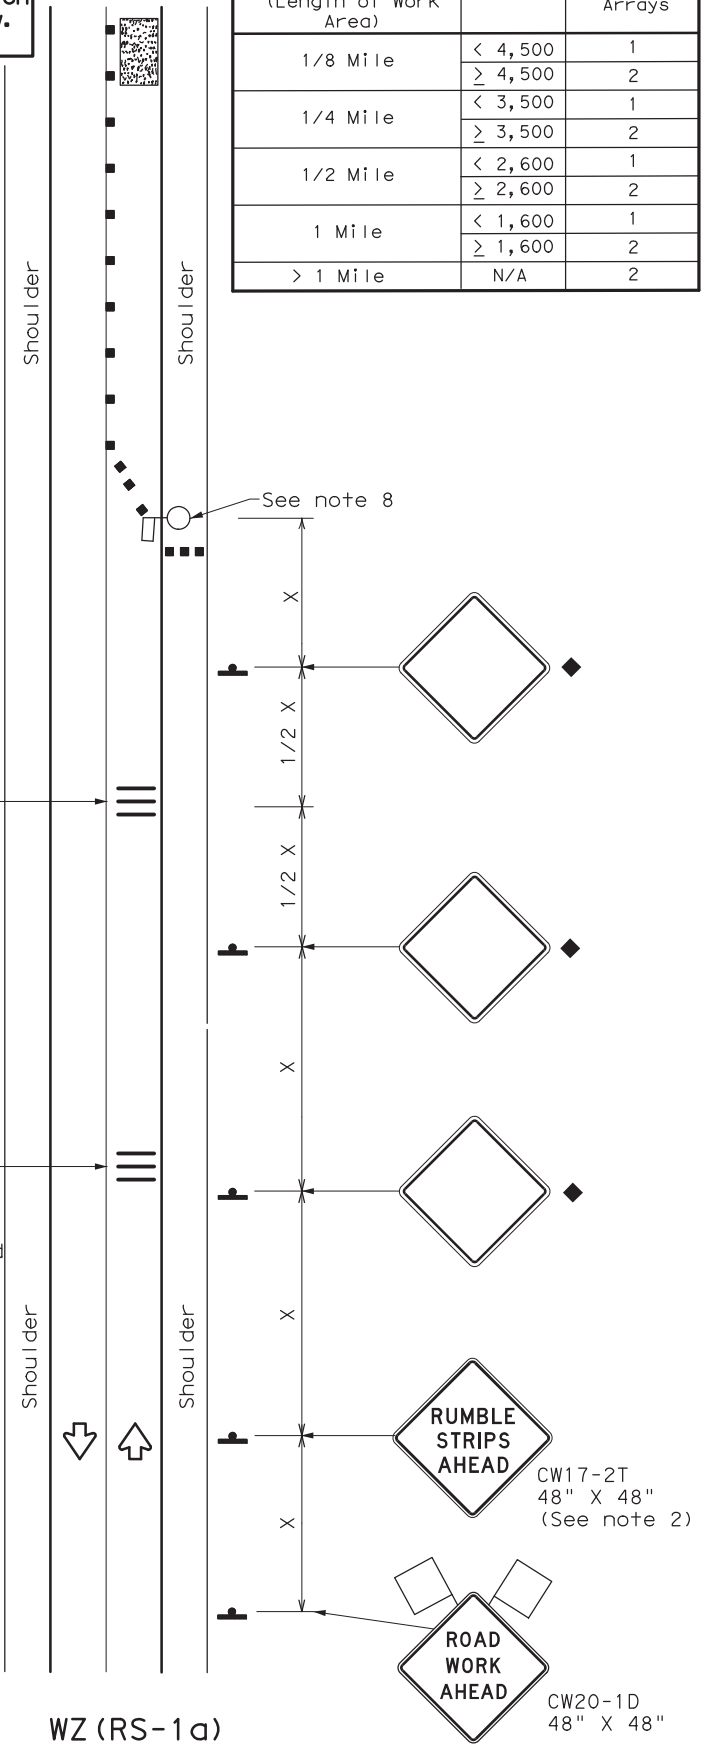 (Length of Work
Area)
Arrays
1/8 Mile
< 4,500
1
≥ 4,500
2
1/4 Mile
< 3,500
1
≥ 3,500
2
1/2 Mile
< 2,600
1
≥ 2,600
2
1 Mile
< 1,600
1
≥ 1,600
2
> 1 Mile
N/A
2
Shoulder
Shoulder
See note 8
X
1/2 X
1/2 X
X
X
Shoulder
Shoulder
RUMBLE
STRIPS
AHEAD
CW17-2T
48" X 48"
(See note 2)
X
ROAD
WORK
AHEAD
CW20-1D
48" X 48"
WZ(RS-1a)